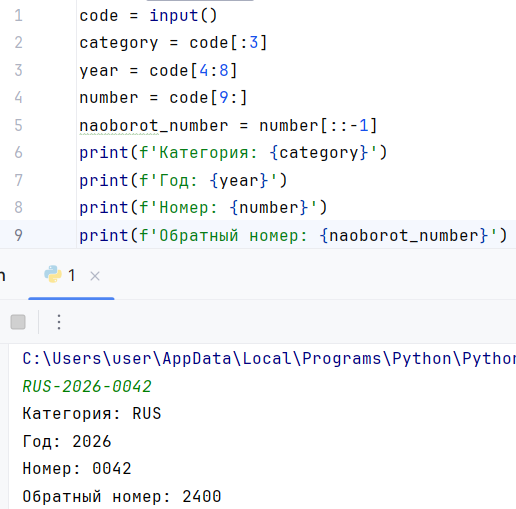 1 code = input()
2 category = code[:3]
3 year = code[4:8]
4 number = code[9:]
5 naoborot_number = number[::-1]
6 print(f'Категория: {category}')
7 print(f'Год: {year}')
8 print(f'Номер: {number}')
9 print(f'Обратный номер: {naoborot_number}')
1
C:\Users\user\AppData\Local\Programs\Python\Python
RUS-2026-0042
Категория: RUS
Год: 2026
Номер: 0042
Обратный номер: 2400